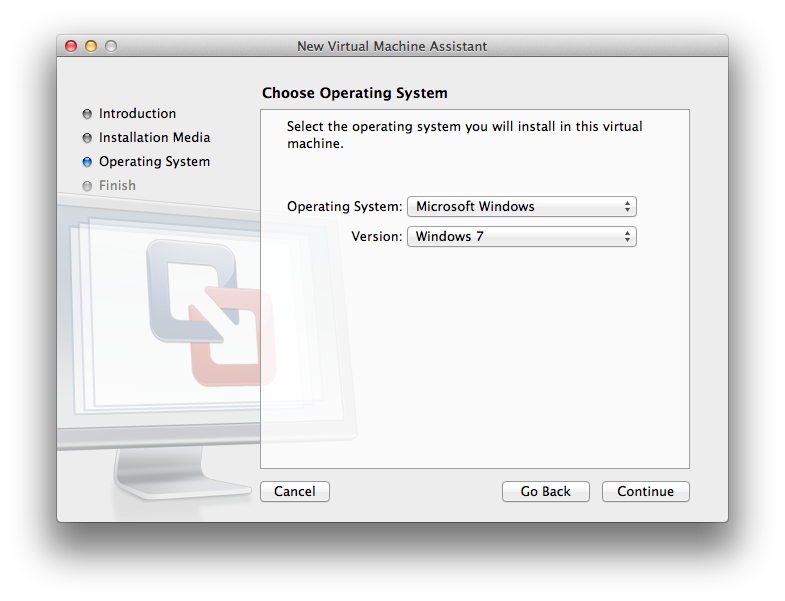 New Virtual Machine Assistant
Introduction
Installation Media
Operating System
Finish
Choose Operating System
Select the operating system you will install in this virtual
machine.
Operating System: Microsoft Windows
Version: Windows 7
Cancel
Go Back
Continue